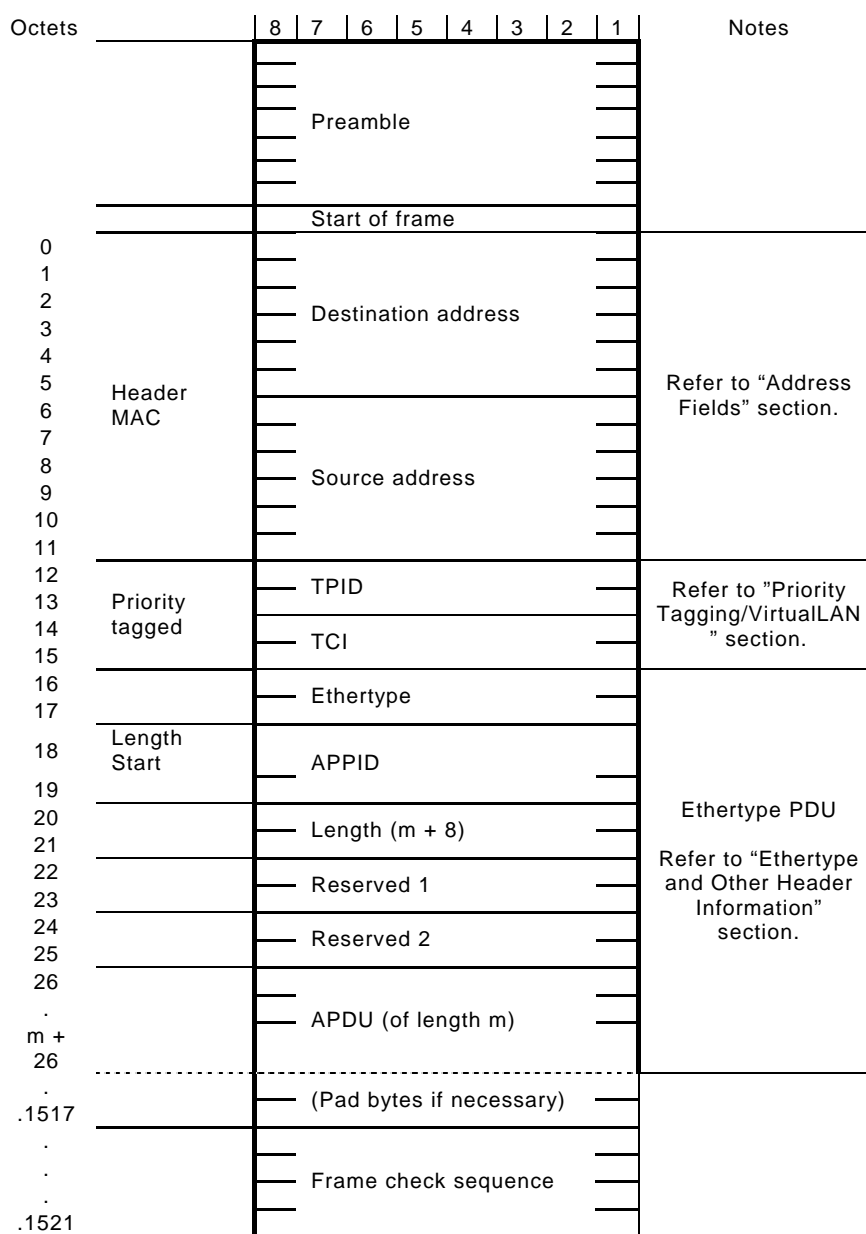 Octets 8 7 6 5 4 3 2 1 Notes
Preamble
Start of frame
0
1
2
3
4
5
6
7
8
9
10
11
Header
MAC
Destination address
Source address
Refer to “Address
Fields” section.
12
13
14
15
Priority
tagged
TPID
TCI
Refer to ”Priority
Tagging/VirtualLAN
” section.
16
17
Ethertype
18
19
Length
Start
APPID
20
21
Length (m + 8)
22
23
Reserved 1
24
25
Reserved 2
26
.
m +
26
APDU (of length m)
Ethertype PDU
Refer to “Ethertype
and Other Header
Information”
section.
.
.1517
(Pad bytes if necessary)
.
.
.
.1521
Frame check sequence